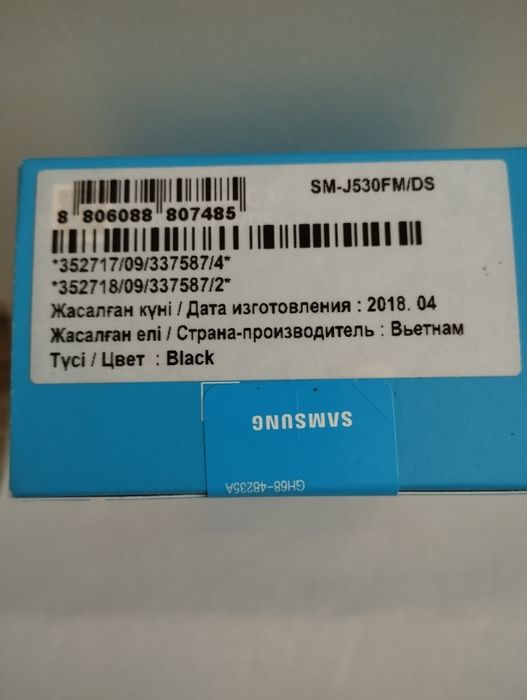 SM-J530FM/DS
8 806088 807485
*352717/09/337587/4*
*352718/09/337587/2*
Жасалған күні / Дата изготовления : 2018. 04
Жасалған елі / Страна-производитель : Вьетнам
Түсі / Цвет : Black
SAMSUNG
GH68-48235A